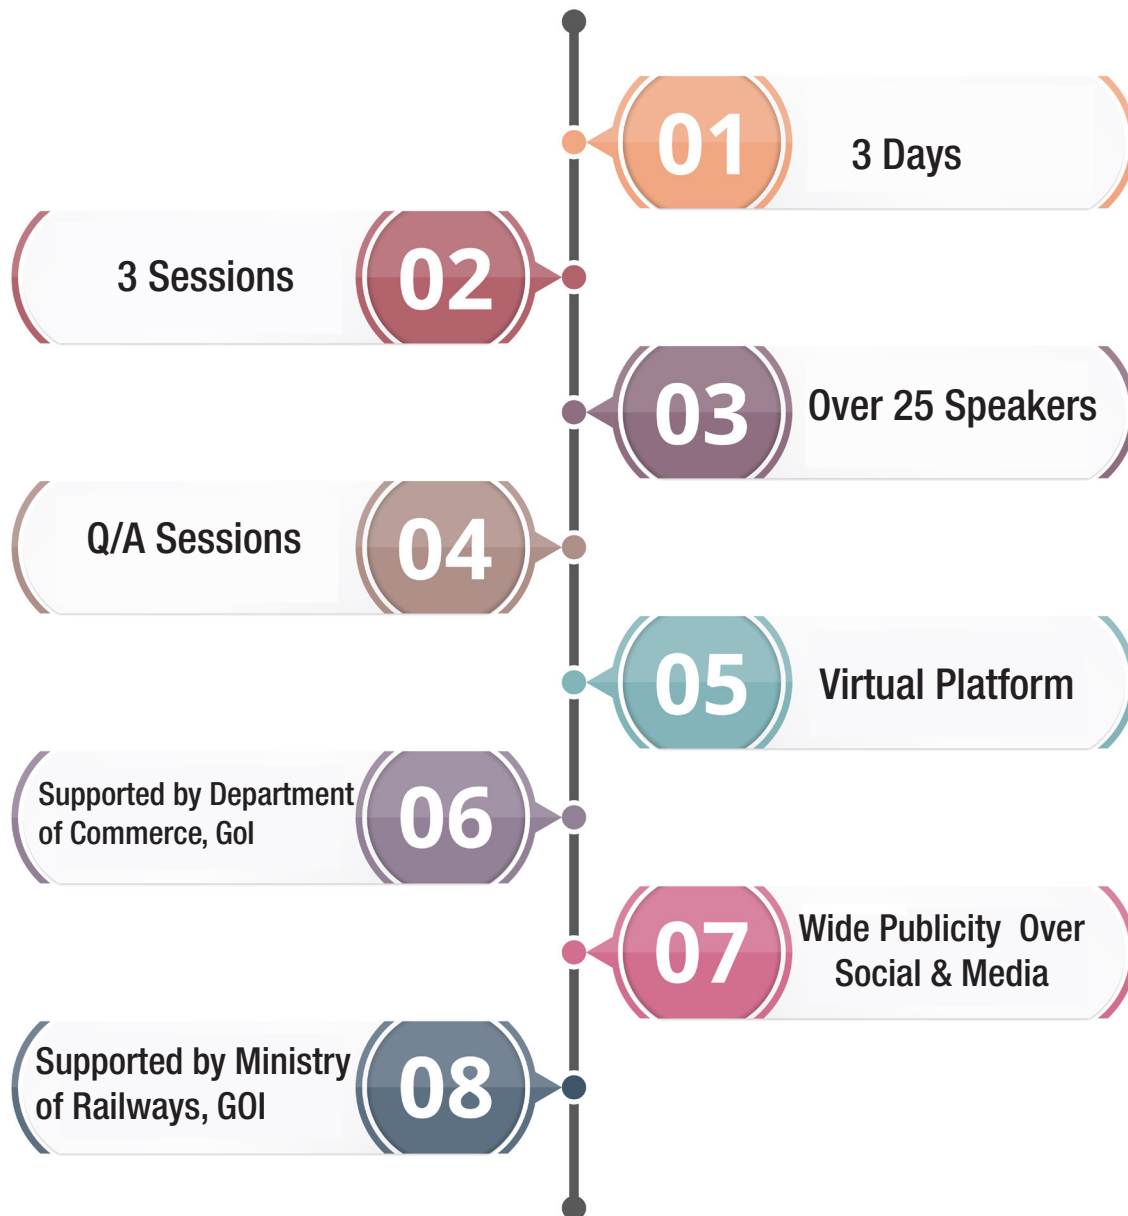 01
3 Days
3 Sessions
02
03
Over 25 Speakers
Q/A Sessions
04
05
Virtual Platform
Supported by Department
of Commerce, GoI
06
07
Wide Publicity Over
Social & Media
Supported by Ministry
of Railways, GOI
08